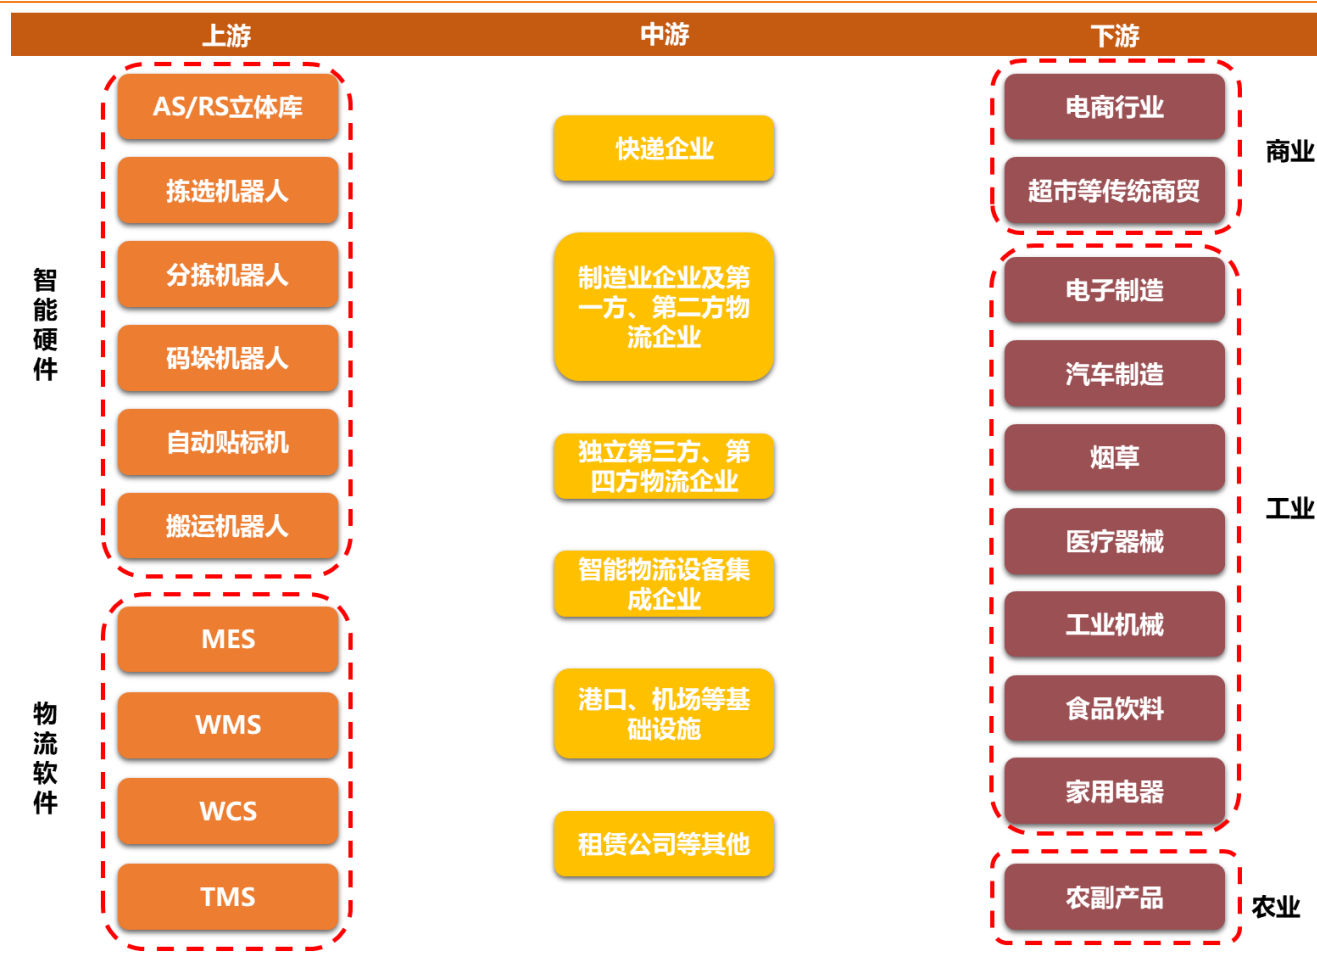 上游
中游
下游
智
能
硬
件
AS/RS立体库
拣选机器人
分拣机器人
码垛机器人
自动贴标机
搬运机器人
物
流
软
件
MES
WMS
WCS
TMS
快递企业
制造业企业及第
一方、第二方物
流企业
独立第三方、第
四方物流企业
智能物流设备集
成企业
港口、机场等基
础设施
租赁公司等其他
电商行业
超市等传统商贸
商业
电子制造
汽车制造
烟草
医疗器械
工业机械
食品饮料
家用电器
工业
农副产品
农业